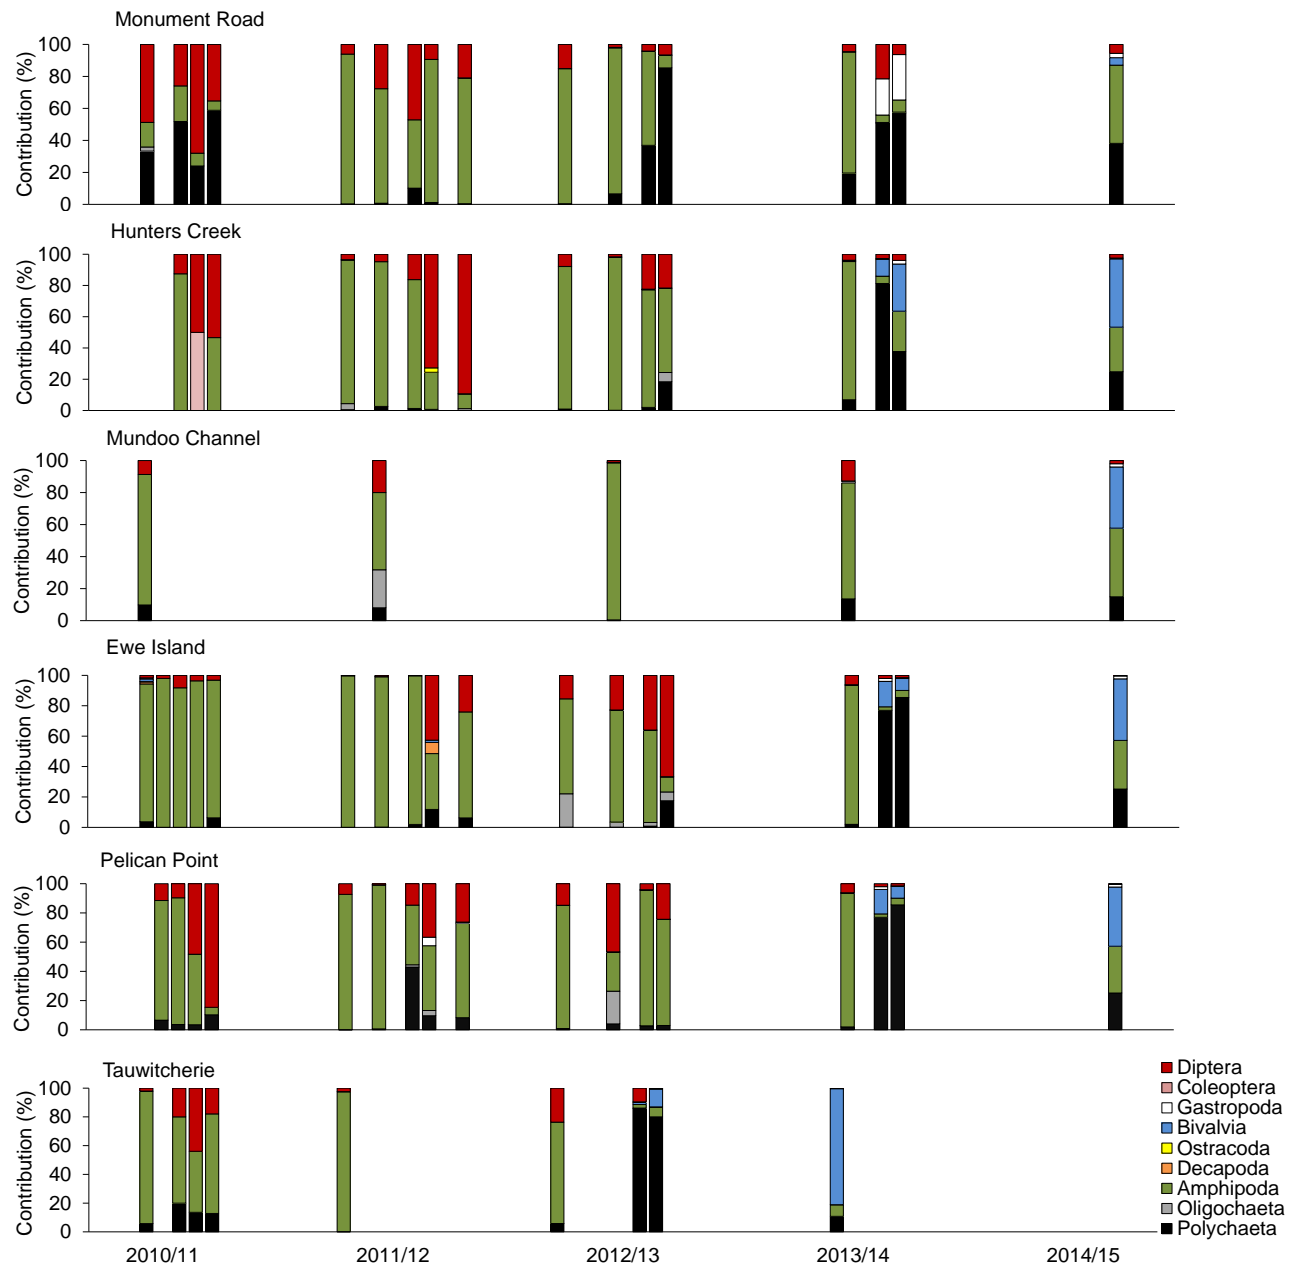 Monument Road
Contribution (%)
100
80
60
40
20
0
Hunters Creek
Contribution (%)
100
80
60
40
20
0
Mundoo Channel
Contribution (%)
100
80
60
40
20
0
Ewe Island
Contribution (%)
100
80
60
40
20
0
Pelican Point
Contribution (%)
100
80
60
40
20
0
Tauwitcherie
Contribution (%)
100
80
60
40
20
0
Diptera
Coleoptera
Gastropoda
Bivalvia
Ostracoda
Decapoda
Amphipoda
Oligochaeta
Polychaeta
2010/11 2011/12 2012/13 2013/14 2014/15